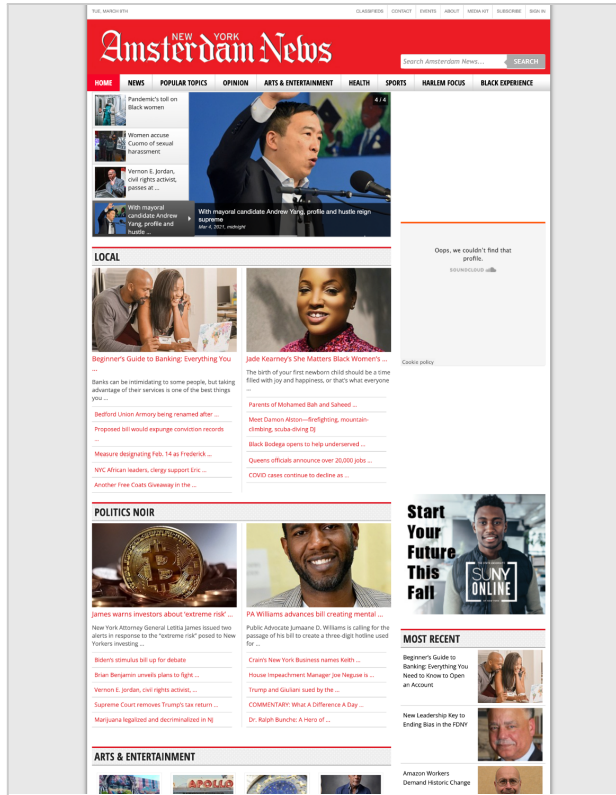 TUE, MARCH 9TH
CLASSIFIEDS CONTACT EVENTS ABOUT MEDIA KIT SUBSCRIBE SIGN IN
NEW YORK
Amsterdam News
Search Amsterdam News....
SEARCH
HOME NEWS POPULAR TOPICS OPINION ARTS & ENTERTAINMENT HEALTH SPORTS HARLEM FOCUS BLACK EXPERIENCE
Pandemic's toll on
Black women
Women accuse
Cuomo of sexual
harassment
Vernon E. Jordan,
civil rights activist,
passes at ...
With mayoral
candidate Andrew
Yang, profile and
hustle ...
4 / 4
With mayoral candidate Andrew Yang, profile and hustle reign
supreme
Mar 4, 2021, midnight
Oops, we couldn't find that
profile.
SOUNDCLOUD
Cookie policy
LOCAL
Beginner's Guide to Banking: Everything You
...
Banks can be intimidating to some people, but taking
advantage of their services is one of the best things
you ...
Bedford Union Armory being renamed after ...
Proposed bill would expunge conviction records
...
Measure designating Feb. 14 as Frederick ...
NYC African leaders, clergy support Eric ...
Another Free Coats Giveaway in the ...
Jade Kearney's She Matters Black Women's ...
The birth of your first newborn child should be a time
filled with joy and happiness, or that's what everyone
...
Parents of Mohamed Bah and Saheed ...
Meet Damon Alston—firefighting, mountain-
climbing, scuba-diving DJ
Black Bodega opens to help underserved ...
Queens officials announce over 20,000 jobs ...
COVID cases continue to decline as ...
Start
Your
Future
This
Fall
SUNY
ONLINE
POLITICS NOIR
James warns investors about 'extreme risk' ...
New York Attorney General Letitia James issued two
alerts in response to the "extreme risk" posed to New
Yorkers investing ...
Biden's stimulus bill up for debate
Brian Benjamin unveils plans to fight ...
Vernon E. Jordan, civil rights activist, ...
Supreme Court removes Trump's tax return ...
Marijuana legalized and decriminalized in NJ
PA Williams advances bill creating mental ...
Public Advocate Jumaane D. Williams is calling for the
passage of his bill to create a three-digit hotline used
for ...
Crain's New York Business names Keith ...
House Impeachment Manager Joe Neguse is ...
Trump and Giuliani sued by the ...
COMMENTARY: What A Difference A Day ...
Dr. Ralph Bunche: A Hero of ...
MOST RECENT
Beginner's Guide to
Banking: Everything You
Need to Know to Open
an Account
New Leadership Key to
Ending Bias in the FDNY
Amazon Workers
Demand Historic Change
ARTS & ENTERTAINMENT
APOLLO